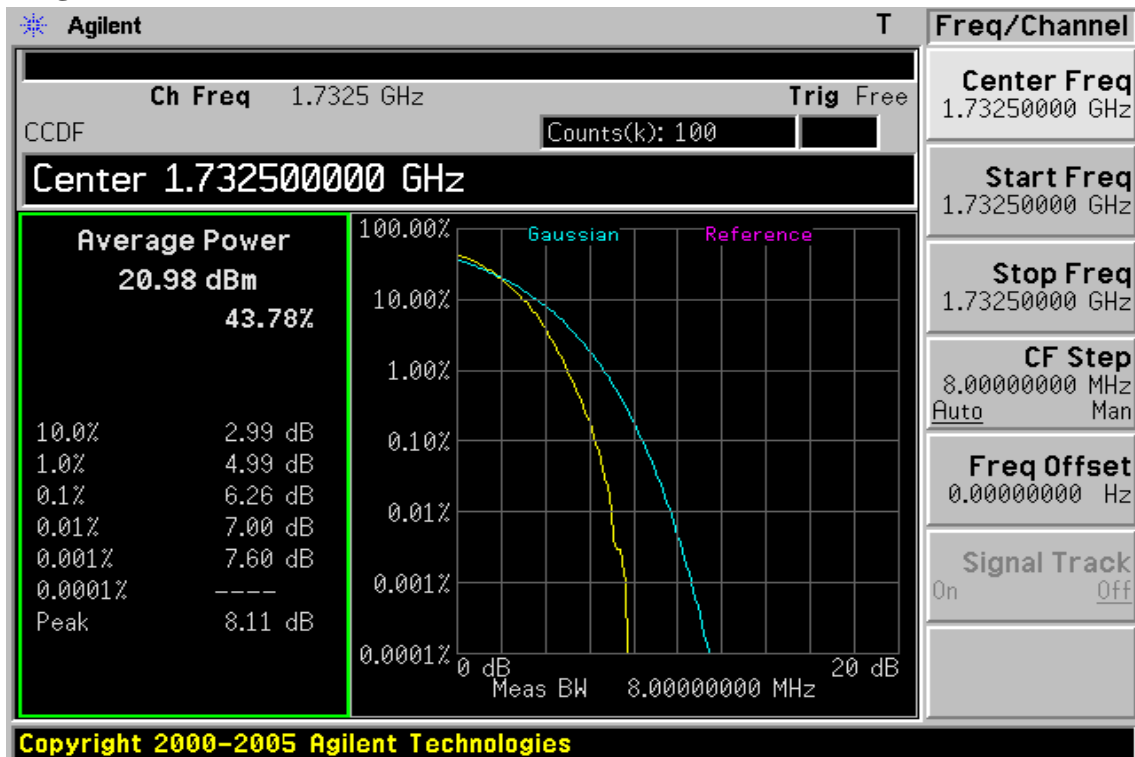 Agilent T
Freq/Channel
Ch Freq 1.7325 GHz Trig Free
CCDF Counts(k): 100
Center 1.732500000 GHz
Average Power
20.98 dBm
43.78%
10.0% 2.99 dB
1.0% 4.99 dB
0.1% 6.26 dB
0.01% 7.00 dB
0.001% 7.60 dB
0.0001% ----
Peak 8.11 dB
Gaussian Reference
100.00%
10.00%
1.00%
0.10%
0.01%
0.001%
0.0001%
0 dB 20 dB
Meas BW 8.00000000 MHz
Center Freq
1.73250000 GHz
Start Freq
1.73250000 GHz
Stop Freq
1.73250000 GHz
CF Step
8.00000000 MHz
Auto Man
Freq Offset
0.00000000 Hz
Signal Track
On Off
Copyright 2000-2005 Agilent Technologies